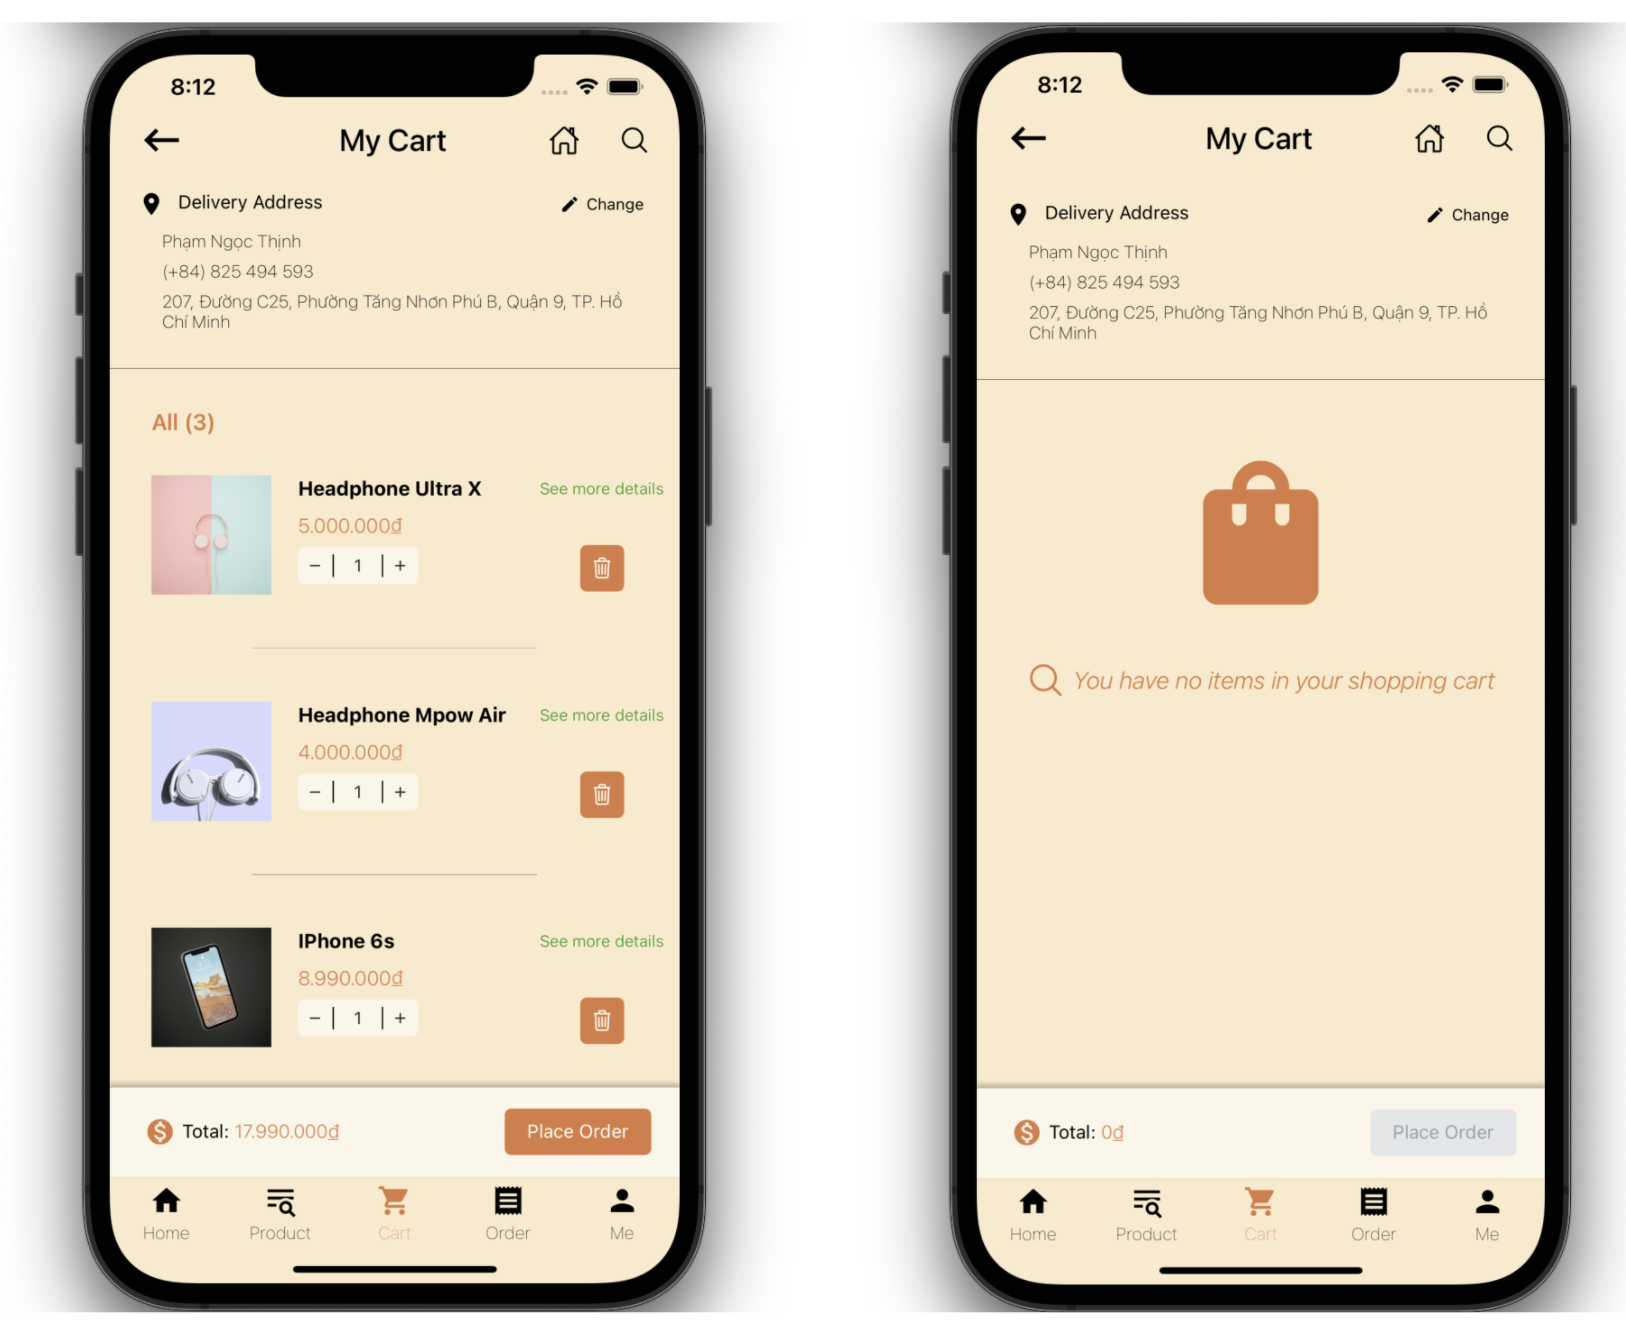 8:12
My Cart
Delivery Address
Change
Phạm Ngọc Thịnh
(+84) 825 494 593
207, Đường C25, Phường Tăng Nhơn Phú B, Quận 9, TP. Hồ
Chí Minh
All (3)
Headphone Ultra X
See more details
5.000.000₫
− | 1 | +
Headphone Mpow Air
See more details
4.000.000₫
− | 1 | +
IPhone 6s
See more details
8.990.000₫
− | 1 | +
Total: 17.990.000₫
Place Order
Home
Product
Cart
Order
Me
8:12
My Cart
Delivery Address
Change
Phạm Ngọc Thịnh
(+84) 825 494 593
207, Đường C25, Phường Tăng Nhơn Phú B, Quận 9, TP. Hồ
Chí Minh
You have no items in your shopping cart
Total: 0₫
Place Order
Home
Product
Cart
Order
Me